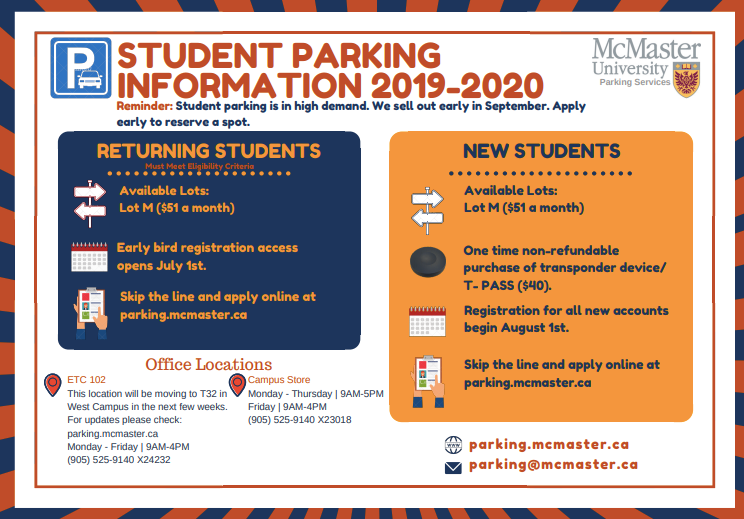 STUDENT PARKING
INFORMATION 2019-2020
McMaster
University
Parking Services
Reminder: Student parking is in high demand. We sell out early in September. Apply
early to reserve a spot.
RETURNING STUDENTS
Must Meet Eligibility Criteria
Available Lots:
Lot M ($51 a month)
Early bird registration access
opens July 1st.
Skip the line and apply online at
parking.mcmaster.ca
NEW STUDENTS
Available Lots:
Lot M ($51 a month)
One time non-refundable
purchase of transponder device/
T- PASS ($40).
Registration for all new accounts
begin August 1st.
Skip the line and apply online at
parking.mcmaster.ca
Office Locations
ETC 102
This location will be moving to T32 in
West Campus in the next few weeks.
For updates please check:
parking.mcmaster.ca
Monday - Friday | 9AM-4PM
(905) 525-9140 X24232
Campus Store
Monday - Thursday | 9AM-5PM
Friday | 9AM-4PM
(905) 525-9140 X23018
www
parking.mcmaster.ca
parking@mcmaster.ca
P